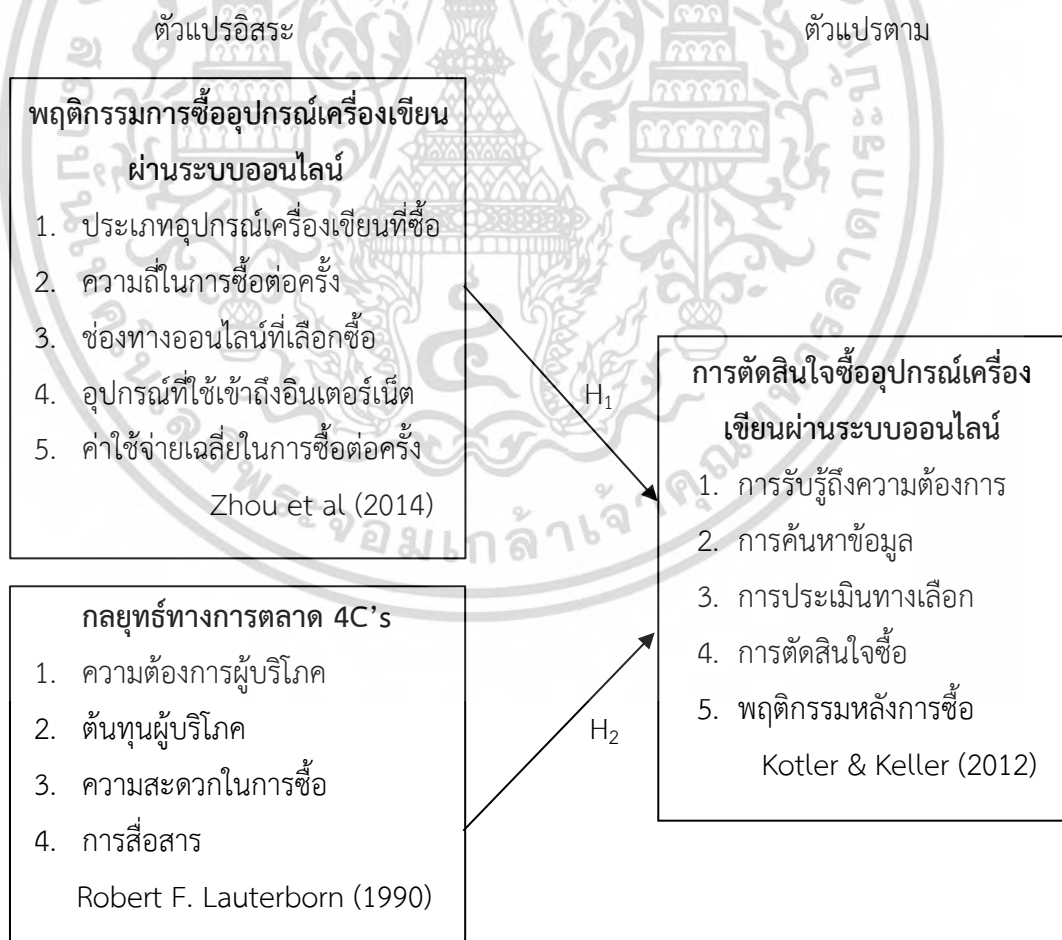 ตัวแปรอิสระ
ตัวแปรตาม
พฤติกรรมการซื้ออุปกรณ์เครื่องเขียน
ผ่านระบบออนไลน์
1. ประเภทอุปกรณ์เครื่องเขียนที่ซื้อ
2. ความถี่ในการซื้อต่อครั้ง
3. ช่องทางออนไลน์ที่เลือกซื้อ
4. อุปกรณ์ที่ใช้เข้าถึงอินเตอร์เน็ต
5. ค่าใช้จ่ายเฉลี่ยในการซื้อต่อครั้ง
Zhou et al (2014)
H₁
การตัดสินใจซื้ออุปกรณ์เครื่อง
เขียนผ่านระบบออนไลน์
1. การรับรู้ถึงความต้องการ
2. การค้นหาข้อมูล
3. การประเมินทางเลือก
4. การตัดสินใจซื้อ
5. พฤติกรรมหลังการซื้อ
Kotler & Keller (2012)
กลยุทธ์ทางการตลาด 4C's
1. ความต้องการผู้บริโภค
2. ต้นทุนผู้บริโภค
3. ความสะดวกในการซื้อ
4. การสื่อสาร
Robert F. Lauterborn (1990)
H₂